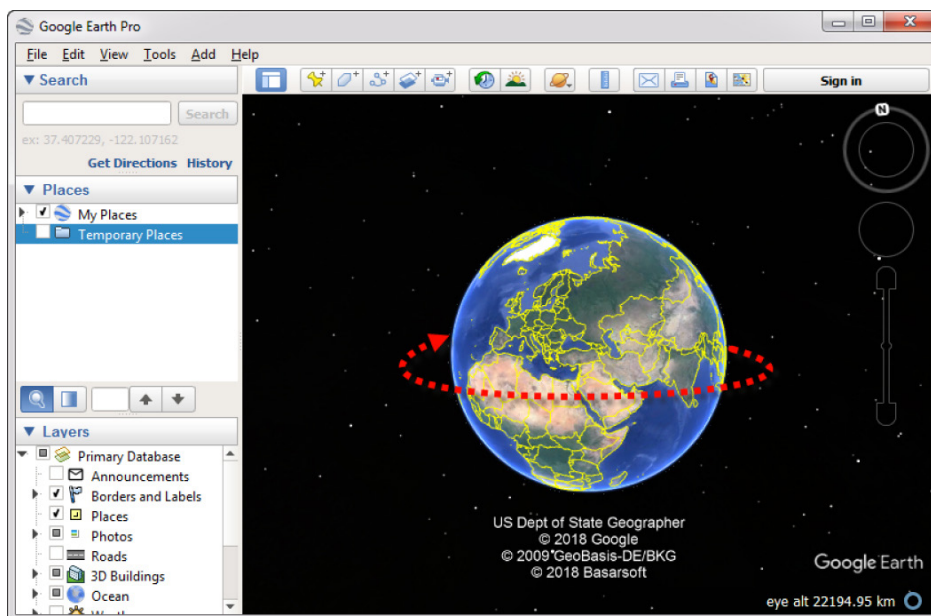 Google Earth Pro
File Edit View Tools Add Help
Search
Sign in
Search
ex: 37.407229, -122.107162
Get Directions History
Places
My Places
Temporary Places
N
Layers
Primary Database
Announcements
Borders and Labels
Places
Photos
Roads
3D Buildings
Ocean
US Dept of State Geographer
© 2018 Google
© 2009 GeoBasis-DE/BKG
© 2018 Basarsoft
Google Earth
eye alt 22194.95 km